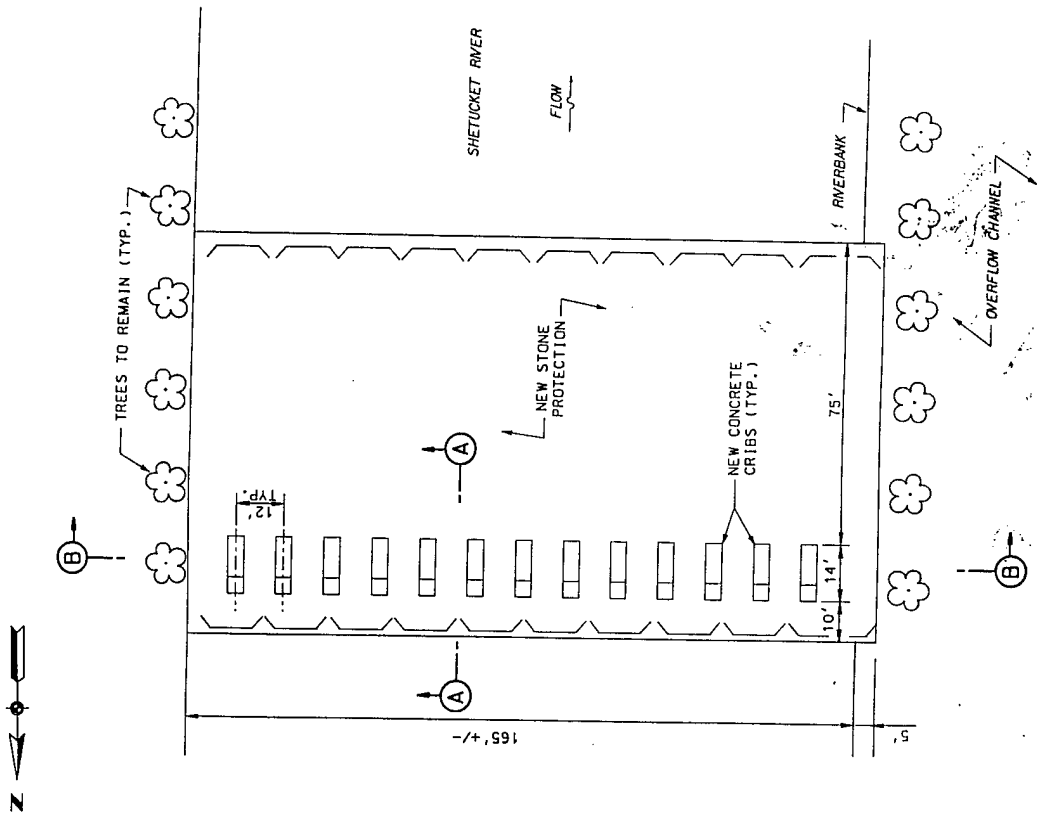 TREES TO REMAIN (TYP.)
SHETUCKET RIVER
FLOW
RIVERBANK
OVERFLOW CHANNEL
NEW STONE
PROTECTION
NEW CONCRETE
CRIBS (TYP.)
12'
TYP.
75'
14'
10'
165'+/-
5'
A
A
B
B
N